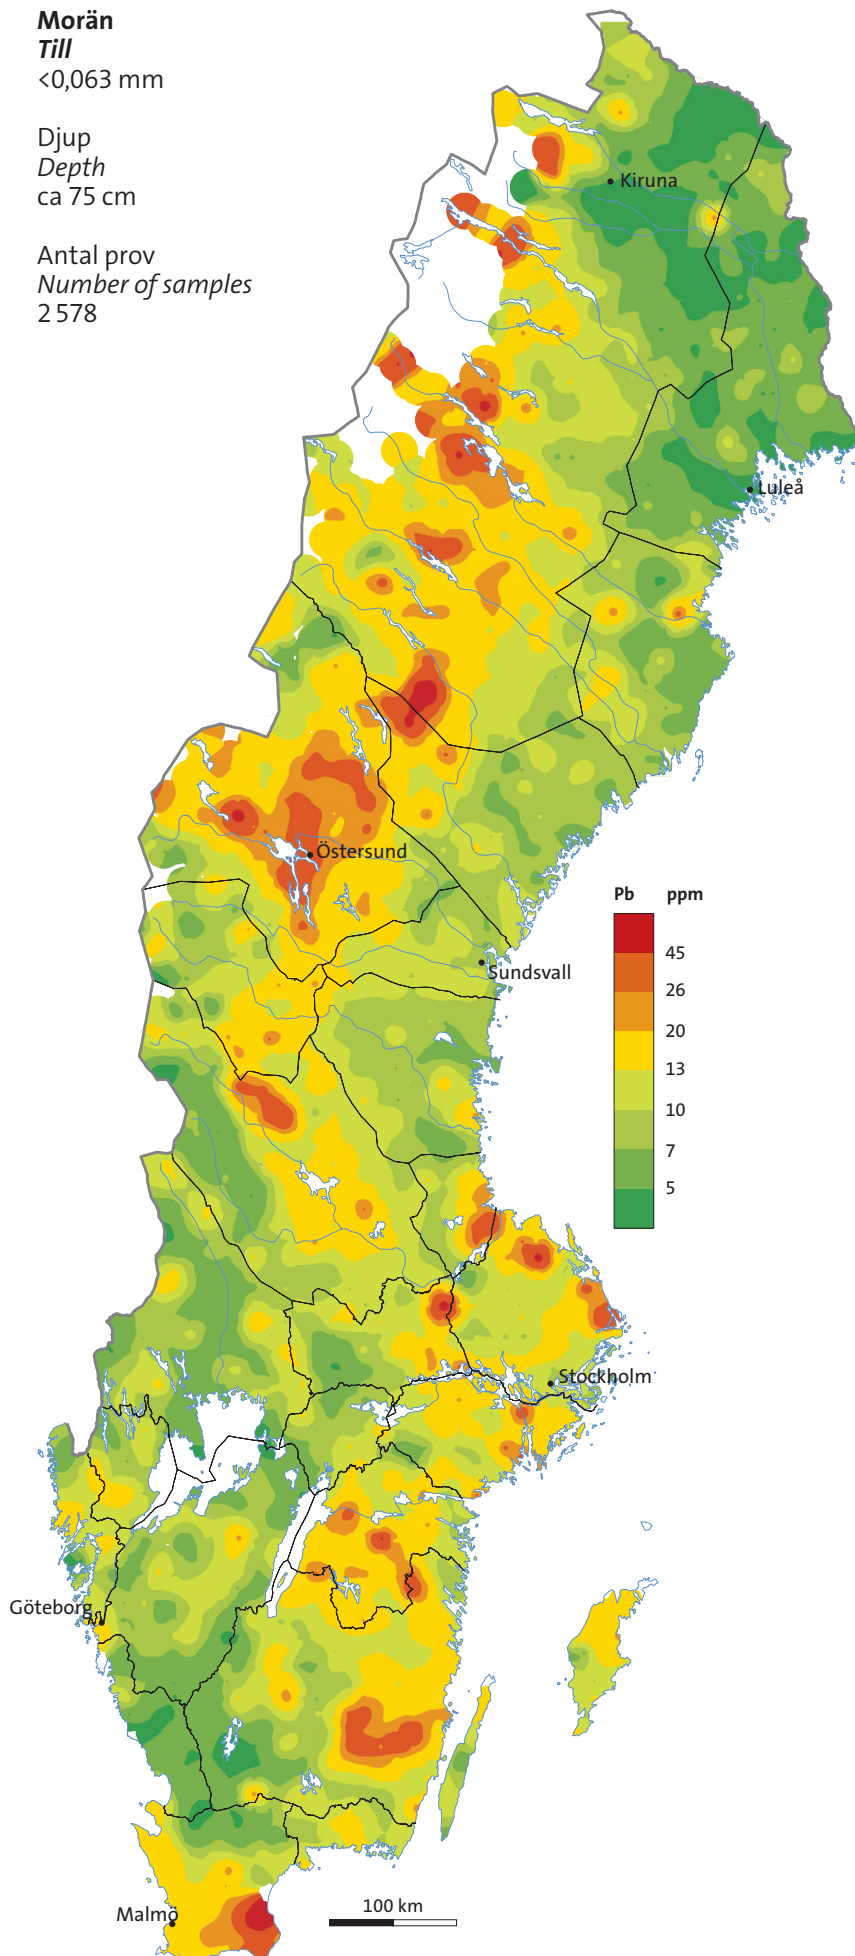 Morän
Till
<0,063 mm
Djup
Depth
ca 75 cm
Antal prov
Number of samples
2 578
Kiruna
Luleå
Östersund
Pb ppm
45
26
20
13
10
7
5
Sundsvall
Stockholm
Göteborg
Malmö
100 km